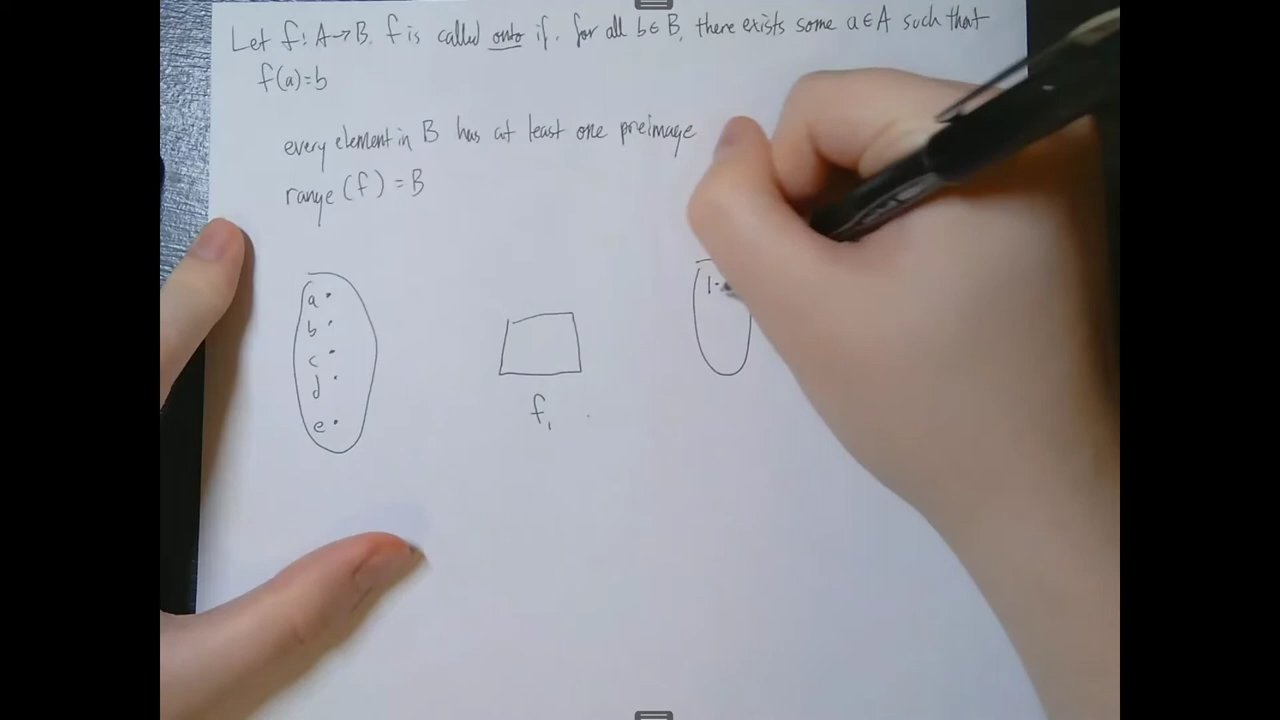 Let f: A→B. f is called onto if, for all b∈B, there exists some a∈A such that
f(a)=b
every element in B has at least one preimage
range (f) = B
a
b
c
d
e
f₁
1